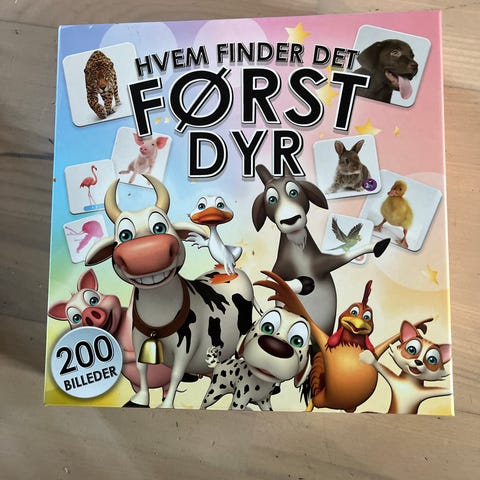 HVEM FINDER DET
FØRST
DYR
200
BILLEDER